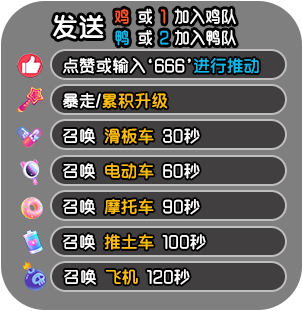 发送 鸡 或 1 加入鸡队
鸭 或 2 加入鸭队
点赞或输入‘666’进行推动
暴走/累积升级
召唤 滑板车 30秒
召唤 电动车 60秒
召唤 摩托车 90秒
召唤 推土车 100秒
召唤 飞机 120秒